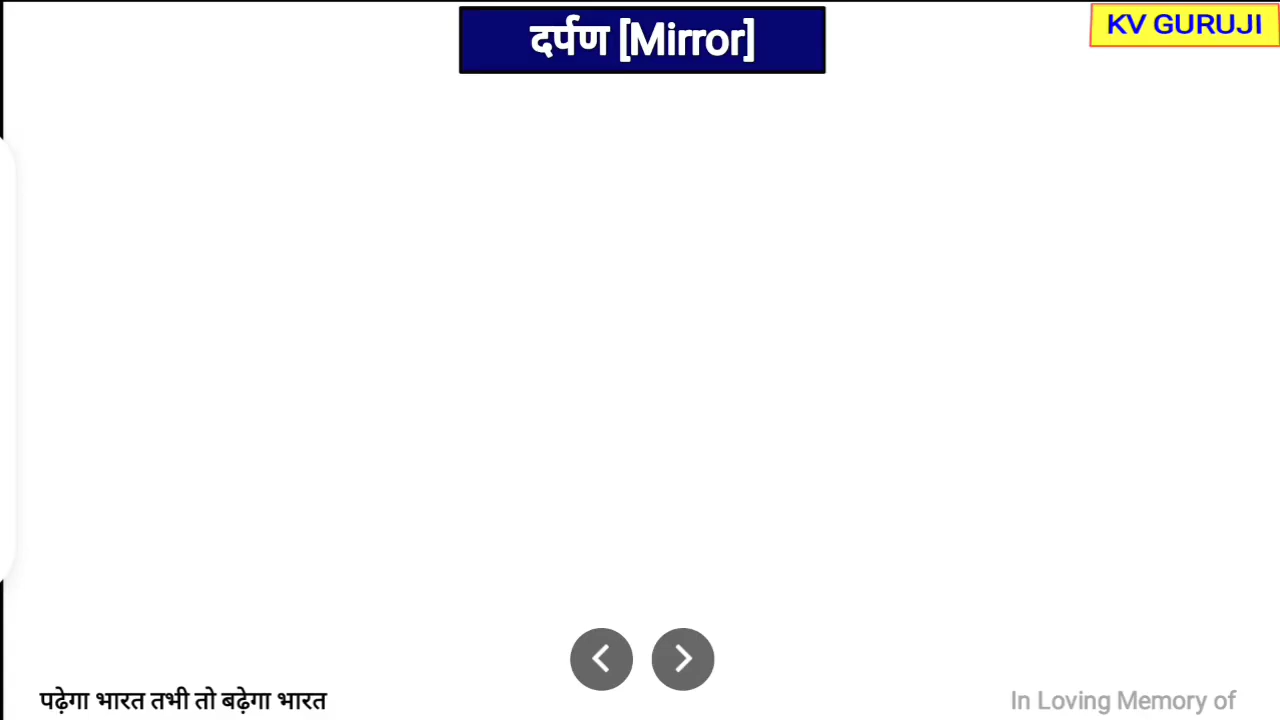 दर्पण [Mirror]
KV GURUJI
पढ़ेगा भारत तभी तो बढ़ेगा भारत
In Loving Memory of